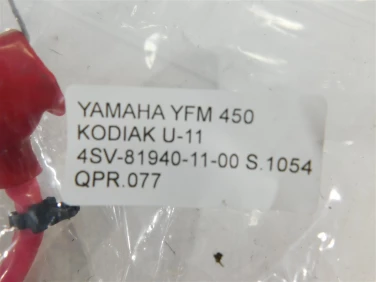 YAMAHA YFM 450
KODIAK U-11
4SV-81940-11-00 S.1054
QPR.077